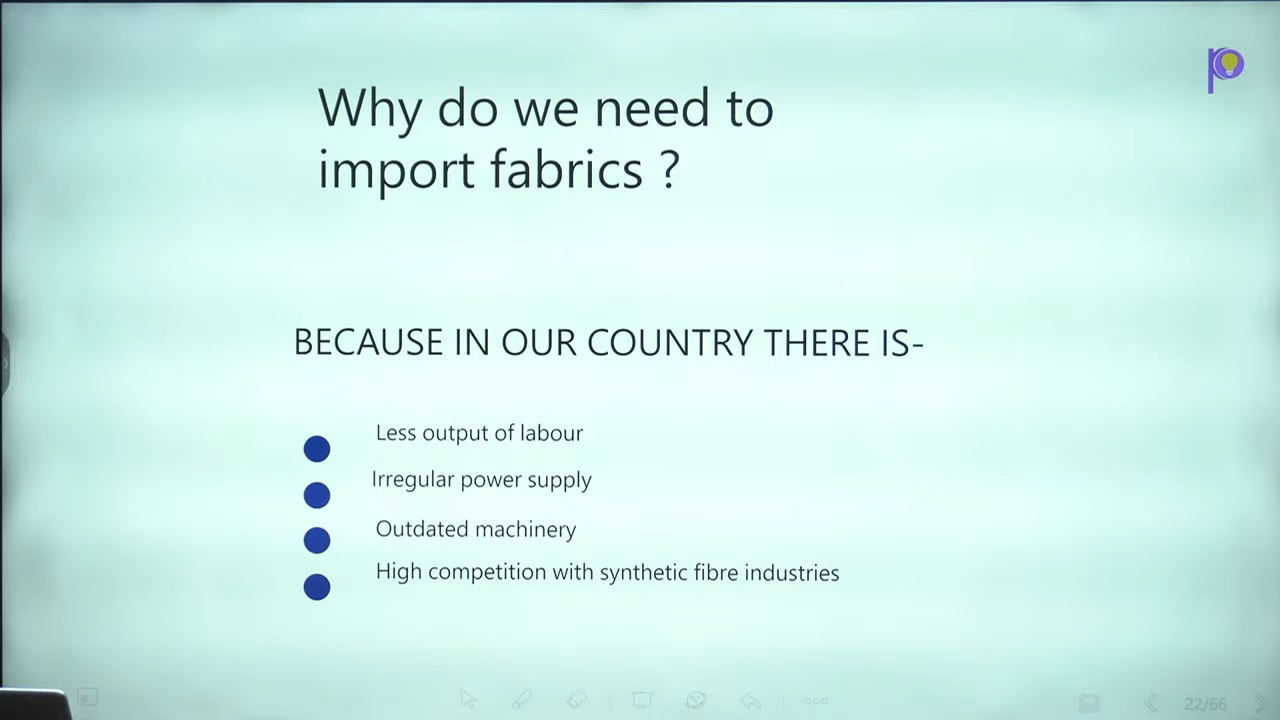 Why do we need to
import fabrics ?
BECAUSE IN OUR COUNTRY THERE IS-
Less output of labour
Irregular power supply
Outdated machinery
High competition with synthetic fibre industries
22/66